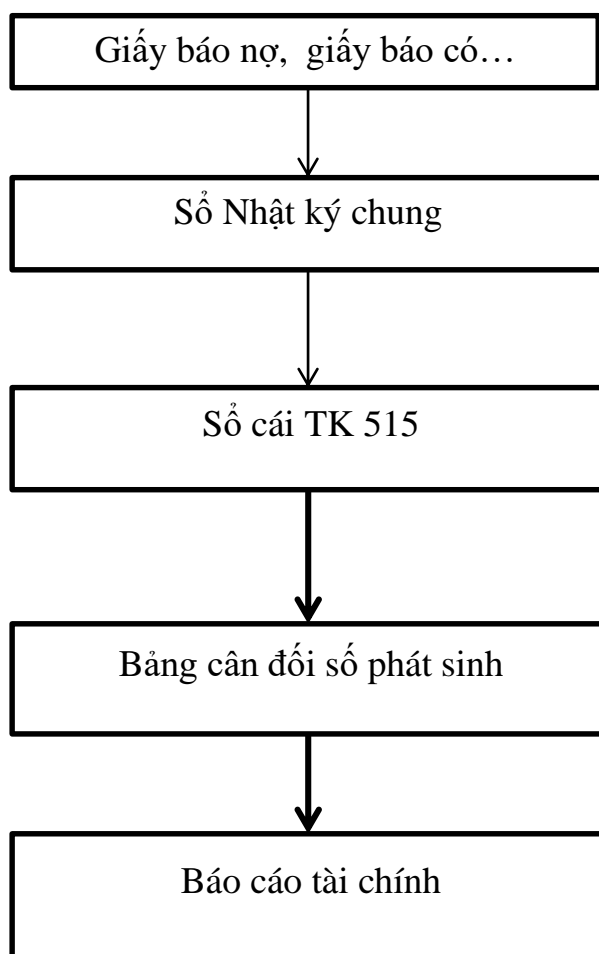 Giấy báo nợ, giấy báo có…
Sổ Nhật ký chung
Sổ cái TK 515
Bảng cân đối số phát sinh
Báo cáo tài chính